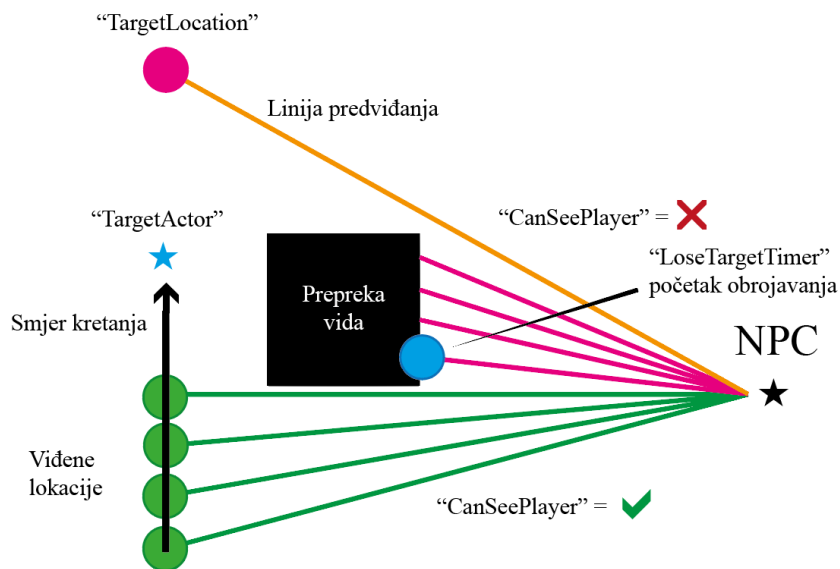 “TargetLocation”
Linija predviđanja
“TargetActor”
“CanSeePlayer” =
“LoseTargetTimer”
početak obrojavanja
Prepreka
vida
Smjer kretanja
NPC
Viđene
lokacije
“CanSeePlayer” =